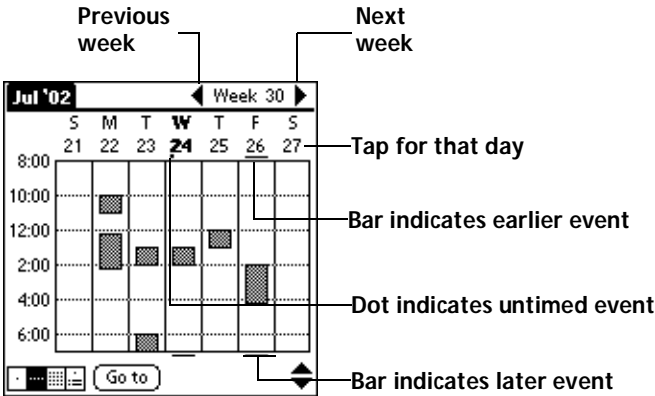 Previous week
Next week
Jul '02
Week 30
S M T W T F S
21 22 23 24 25 26 27
Tap for that day
8:00
10:00
Bar indicates earlier event
12:00
2:00
4:00
Dot indicates untimed event
6:00
Go to
Bar indicates later event